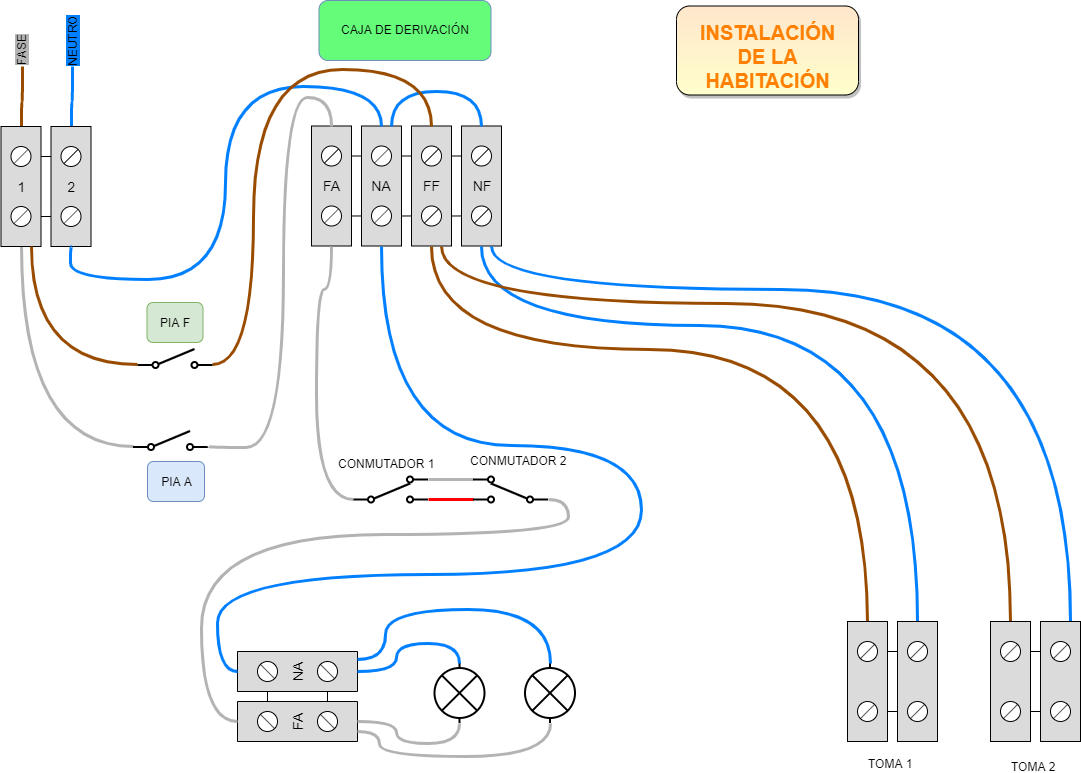 FASE
NEUTRO
CAJA DE DERIVACIÓN
INSTALACIÓN
DE LA
HABITACIÓN
1
2
FA
NA
FF
NF
PIA F
PIA A
CONMUTADOR 1
CONMUTADOR 2
NA
FA
TOMA 1
TOMA 2